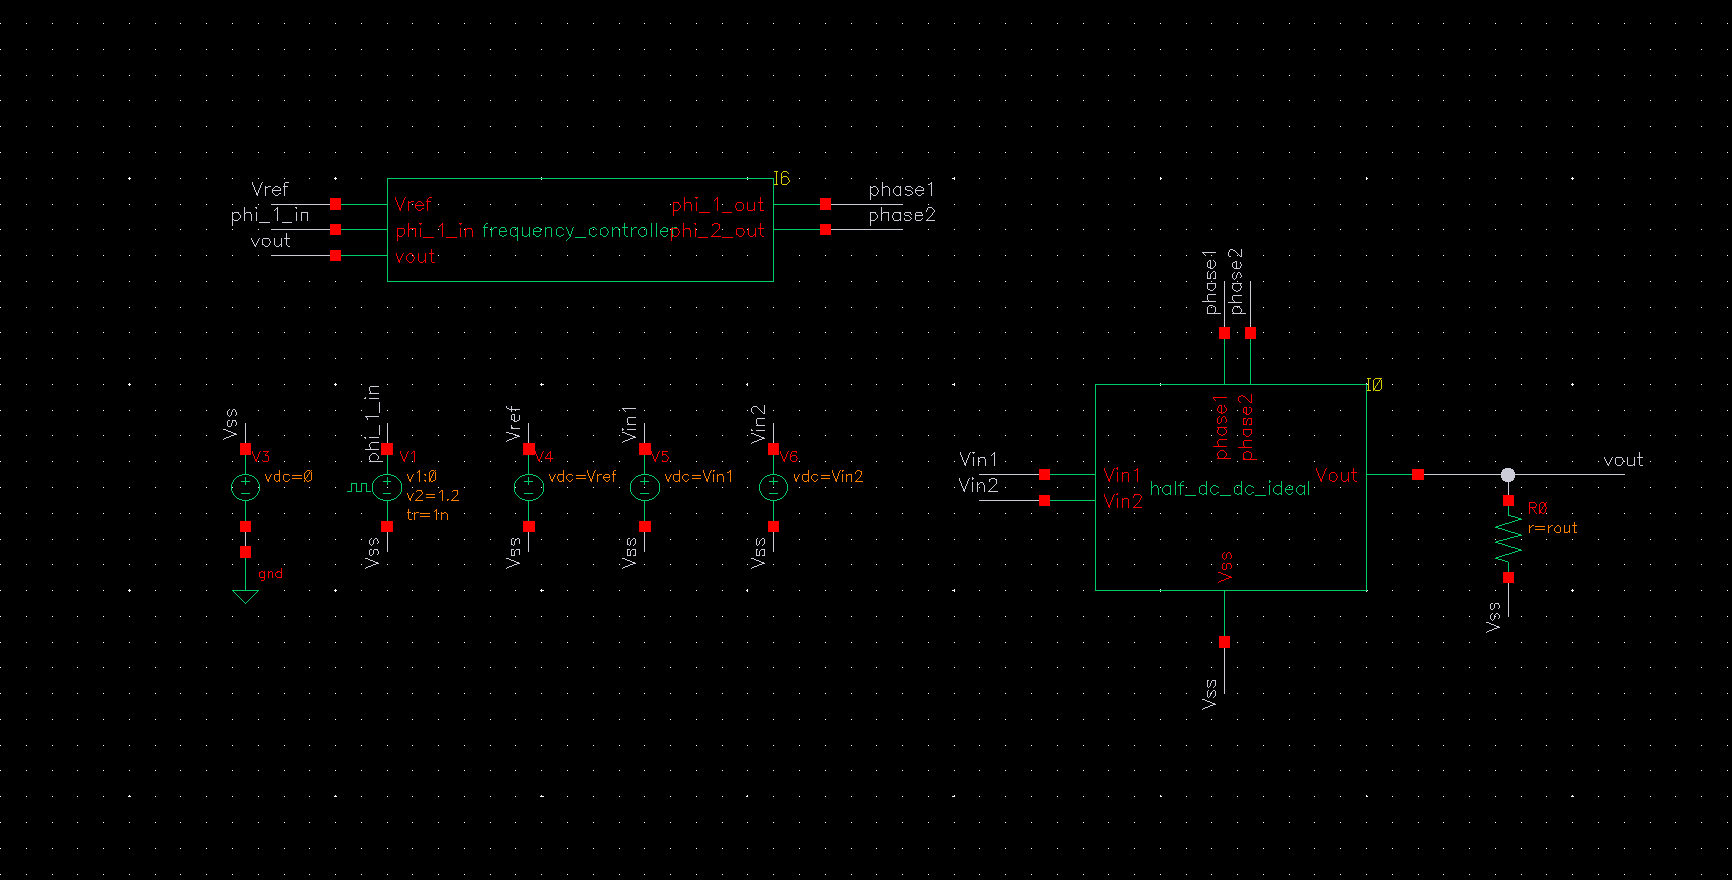 I6
Vref
phi_1_in
vout
Vref
phi_1_in
vout
frequency_controller
phi_1_out
phi_2_out
phase1
phase2
Vss
V3
vdc=0
gnd
phi_1_in
V1
v1:0
v2=1.2
tr=1n
Vss
Vref
V4
vdc=Vref
Vss
Vin1
V5
vdc=Vin1
Vss
Vin2
V6
vdc=Vin2
Vss
phase1
phase2
I0
phase1
phase2
Vin1
Vin2
Vin1
Vin2
half_dc_dc_ideal
Vout
Vss
Vss
vout
R0
r=rout
Vss